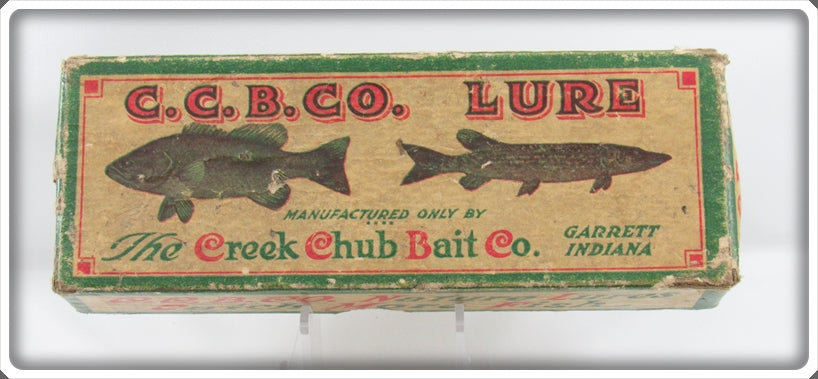 C.C.B.CO. LURE
MANUFACTURED ONLY BY
The Creek Chub Bait Co.
GARRETT
INDIANA